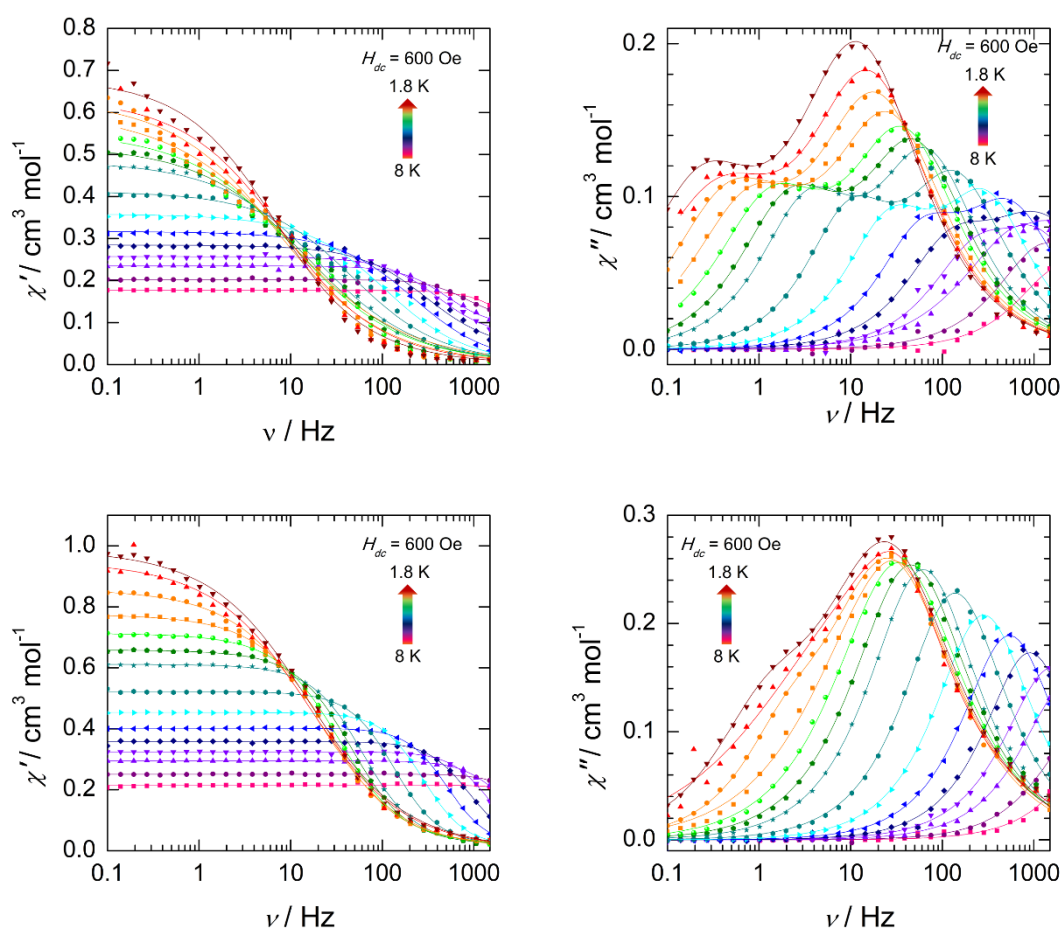 χ′/ cm³ mol⁻¹
0.8
0.7
0.6
0.5
0.4
0.3
0.2
0.1
0.0
0.1 1 10 100 1000
ν / Hz
H_dc = 600 Oe
1.8 K
8 K
χ″/ cm³ mol⁻¹
0.2
0.1
0.0
0.1 1 10 100 1000
ν / Hz
H_dc = 600 Oe
1.8 K
8 K
χ′/ cm³ mol⁻¹
1.0
0.8
0.6
0.4
0.2
0.0
0.1 1 10 100 1000
ν / Hz
H_dc = 600 Oe
1.8 K
8 K
χ″/ cm³ mol⁻¹
0.3
0.2
0.1
0.0
0.1 1 10 100 1000
ν / Hz
H_dc = 600 Oe
1.8 K
8 K